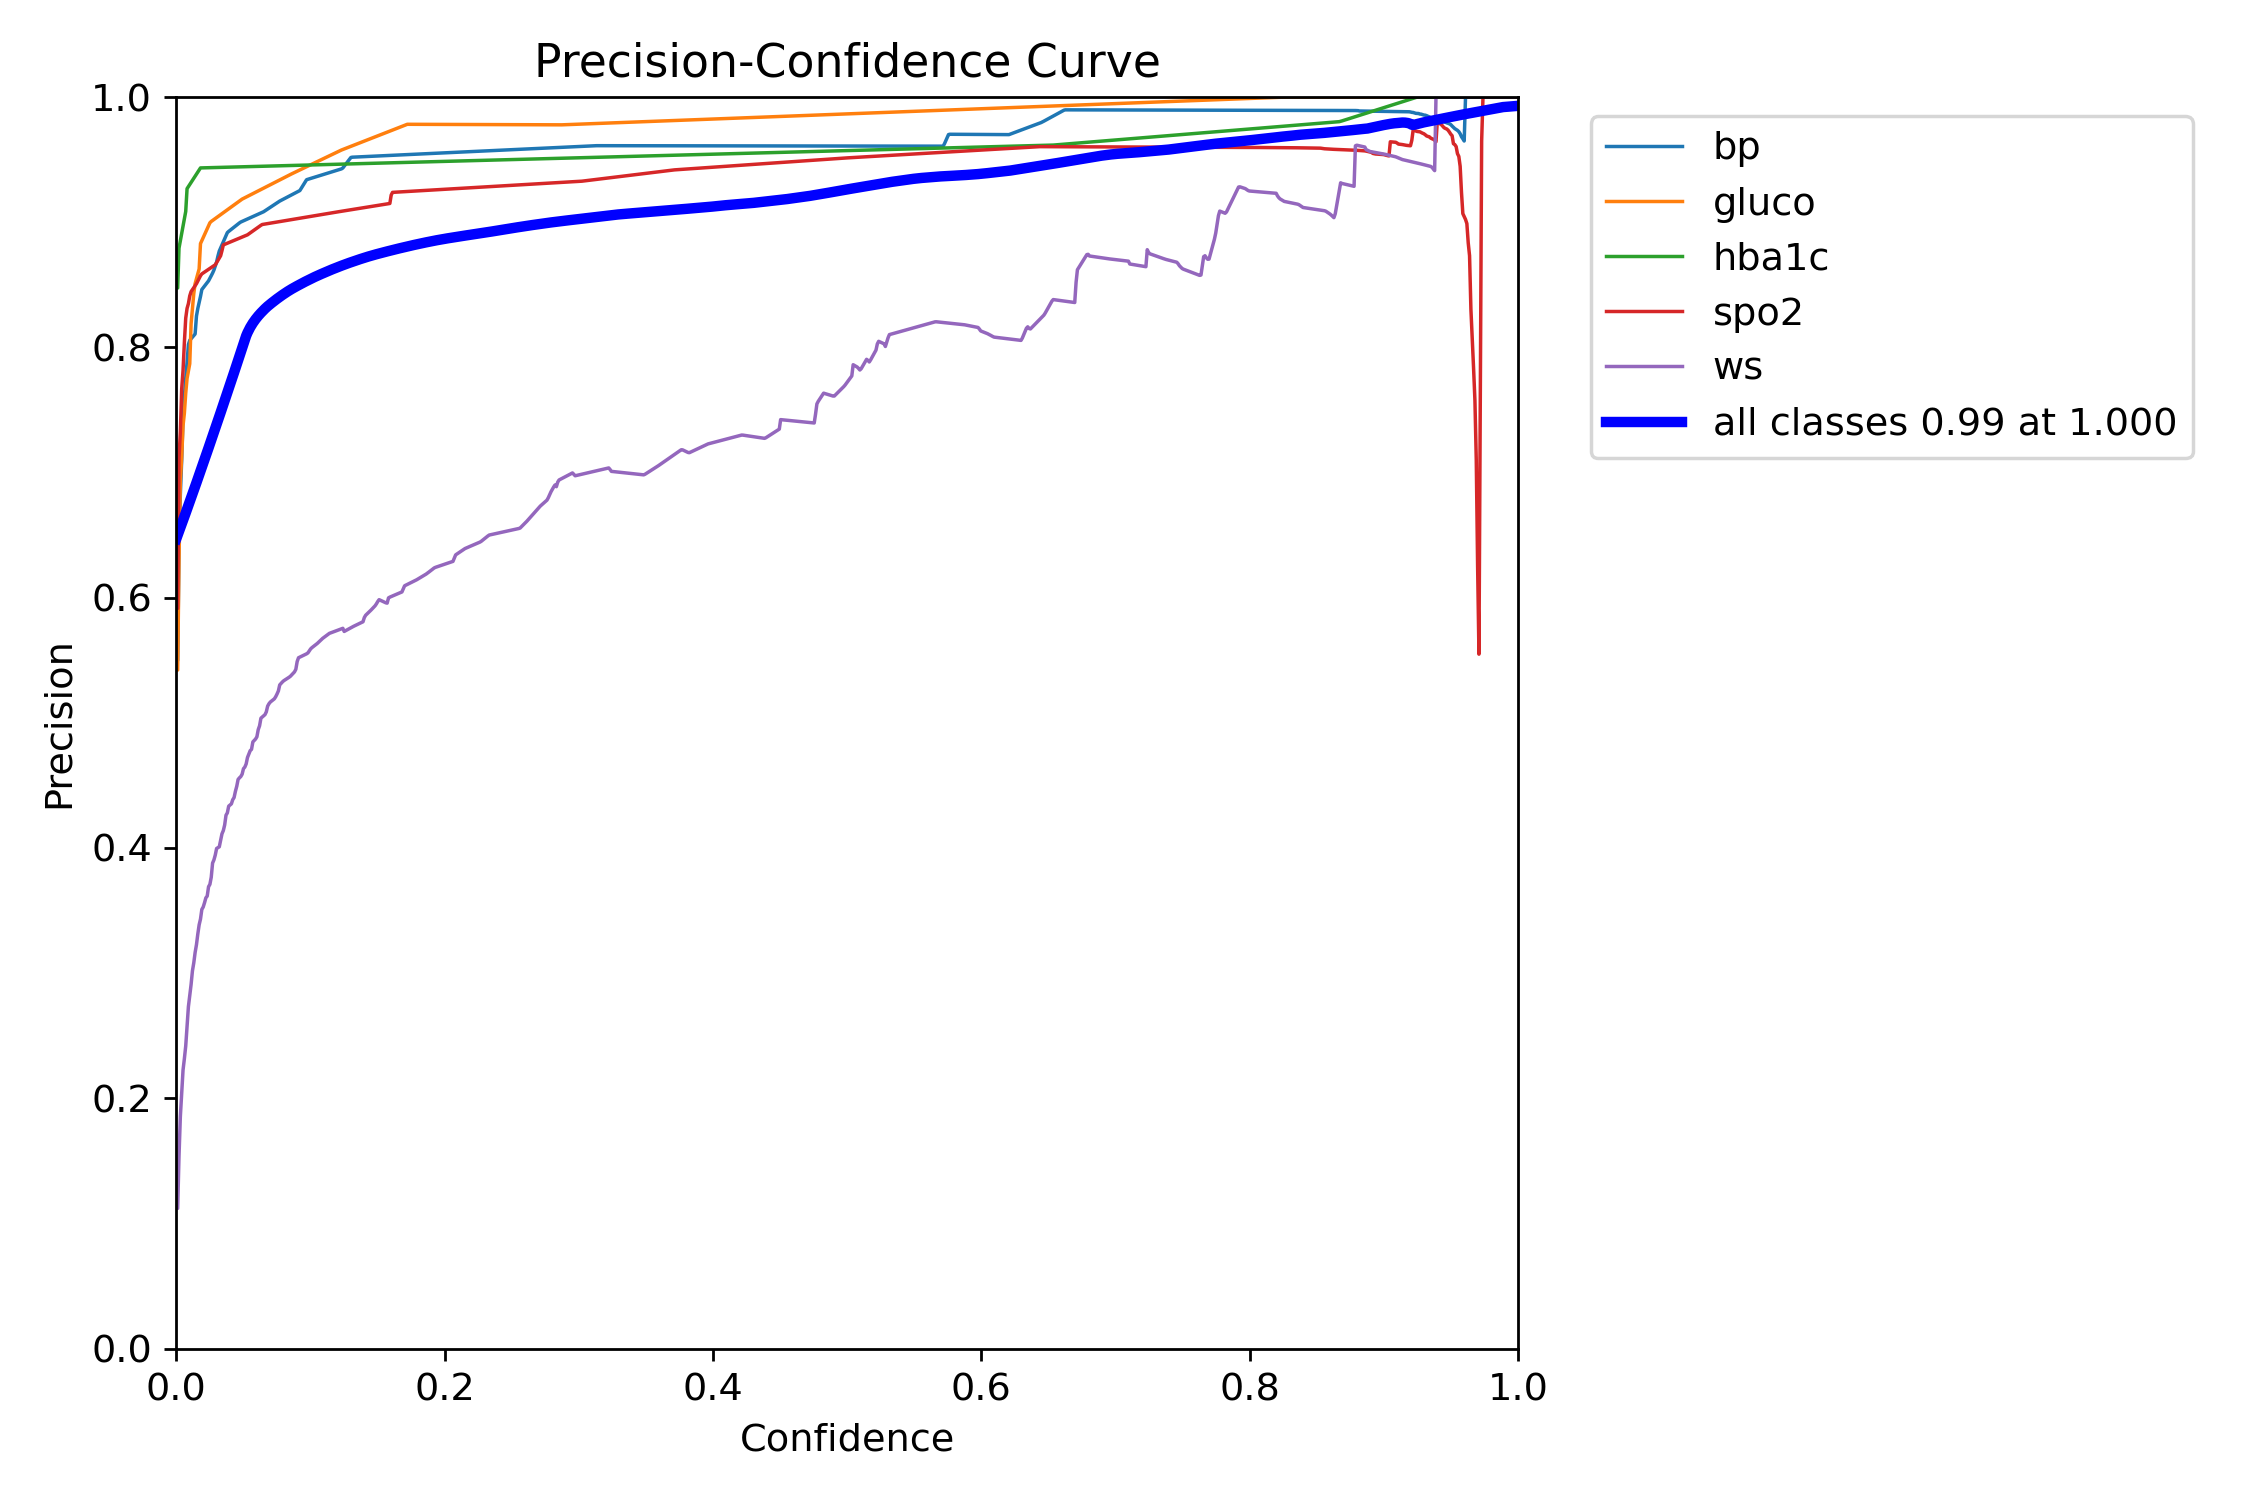 Precision-Confidence Curve
1.0
0.8
0.6
0.4
0.2
0.0
Precision
0.0 0.2 0.4 0.6 0.8 1.0
Confidence
bp
gluco
hba1c
spo2
ws
all classes 0.99 at 1.000